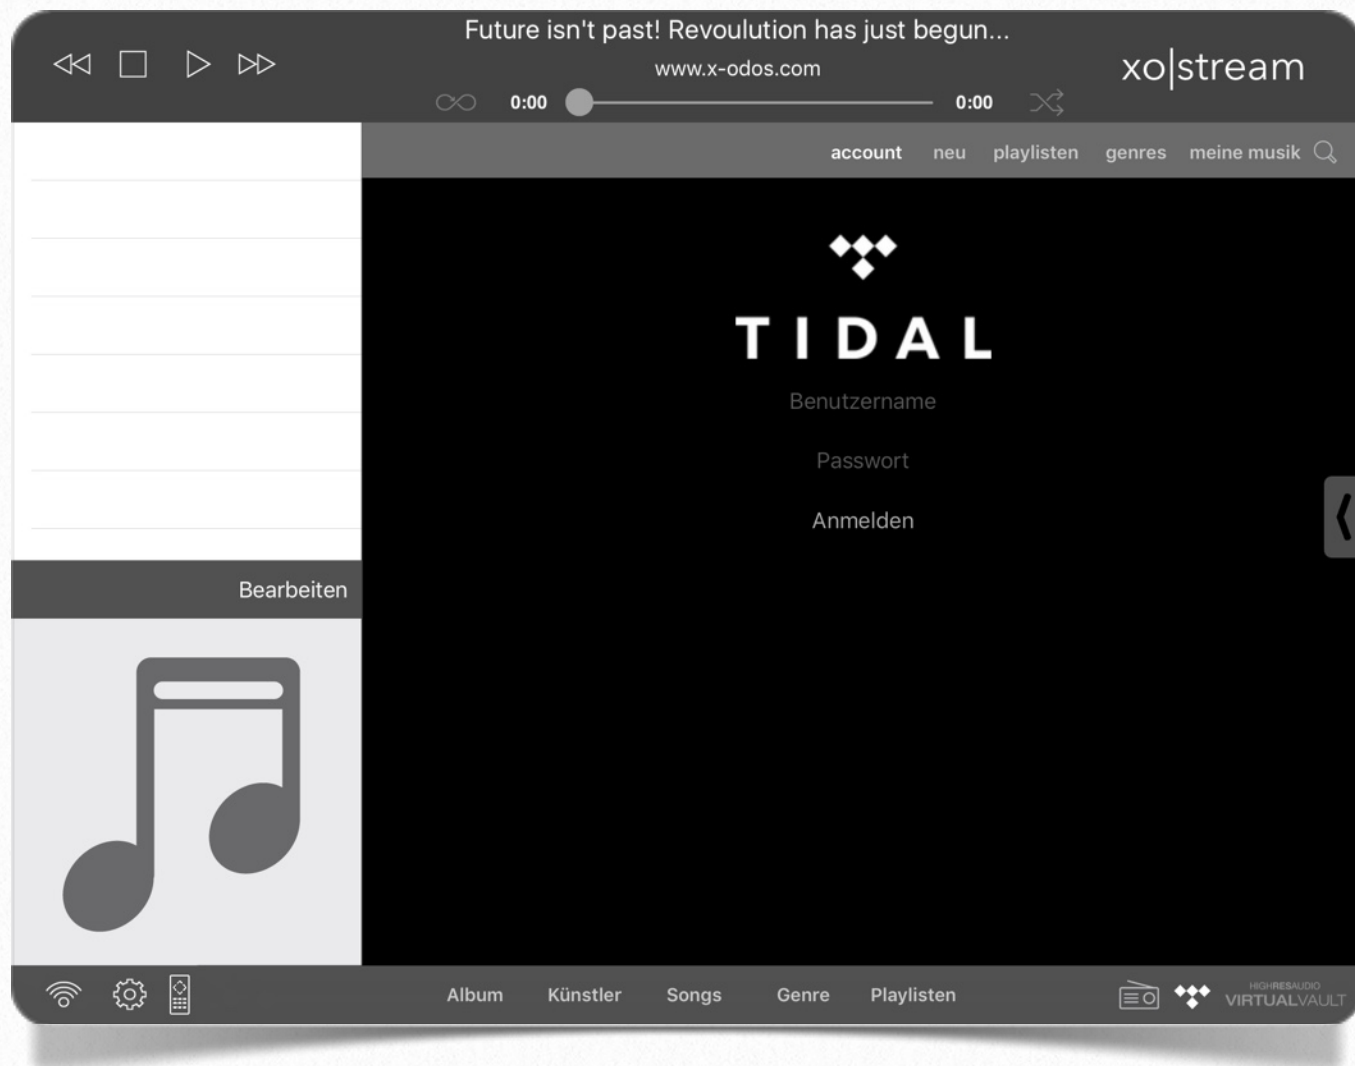 Future isn't past! Revoulution has just begun...
www.x-odos.com
xo|stream
0:00 0:00
account neu playlisten genres meine musik
TIDAL
Benutzername
Passwort
Anmelden
Bearbeiten
Album Künstler Songs Genre Playlisten
HIGHRESAUDIO
VIRTUALVAULT